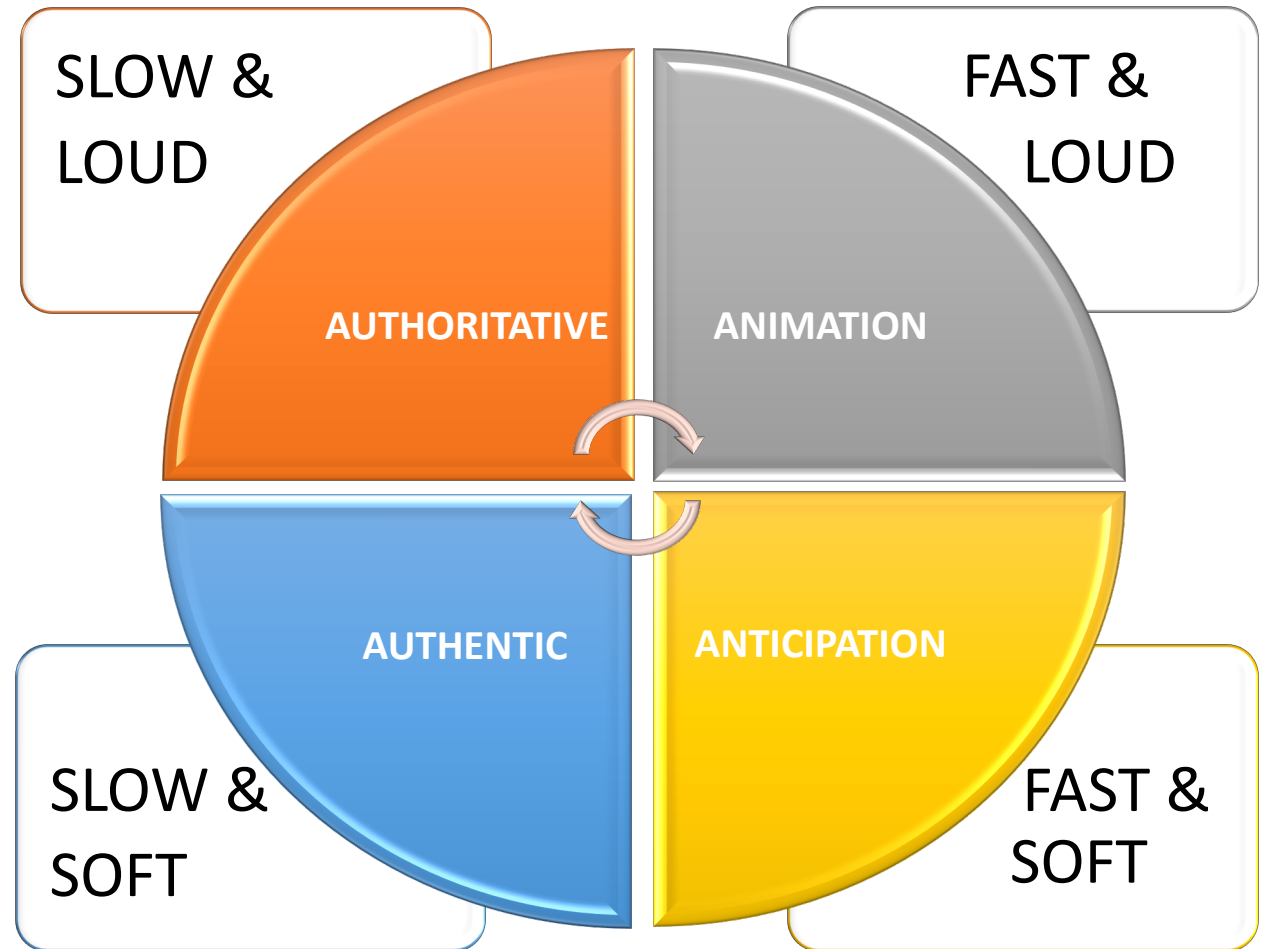 SLOW &
LOUD
FAST &
LOUD
AUTHORITATIVE
ANIMATION
AUTHENTIC
ANTICIPATION
SLOW &
SOFT
FAST &
SOFT